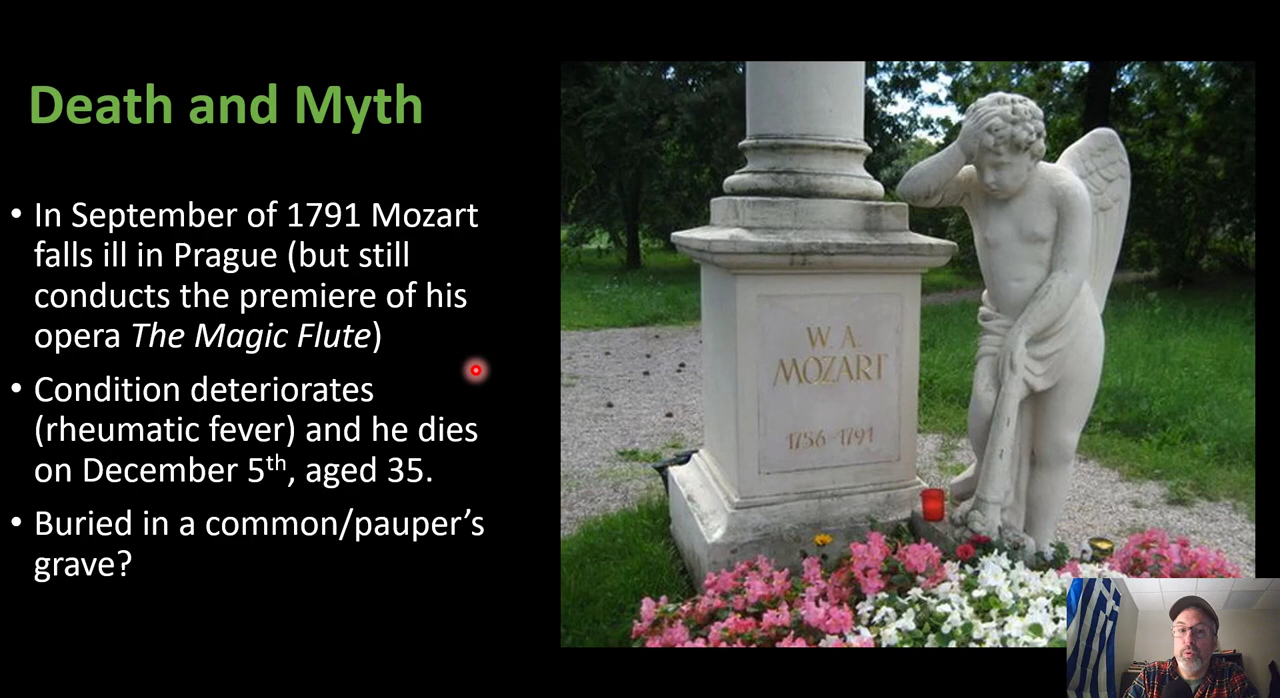 Death and Myth
• In September of 1791 Mozart
falls ill in Prague (but still
conducts the premiere of his
opera The Magic Flute)
• Condition deteriorates
(rheumatic fever) and he dies
on December 5th, aged 35.
• Buried in a common/pauper’s
grave?
W. A.
MOZART
1756-1791